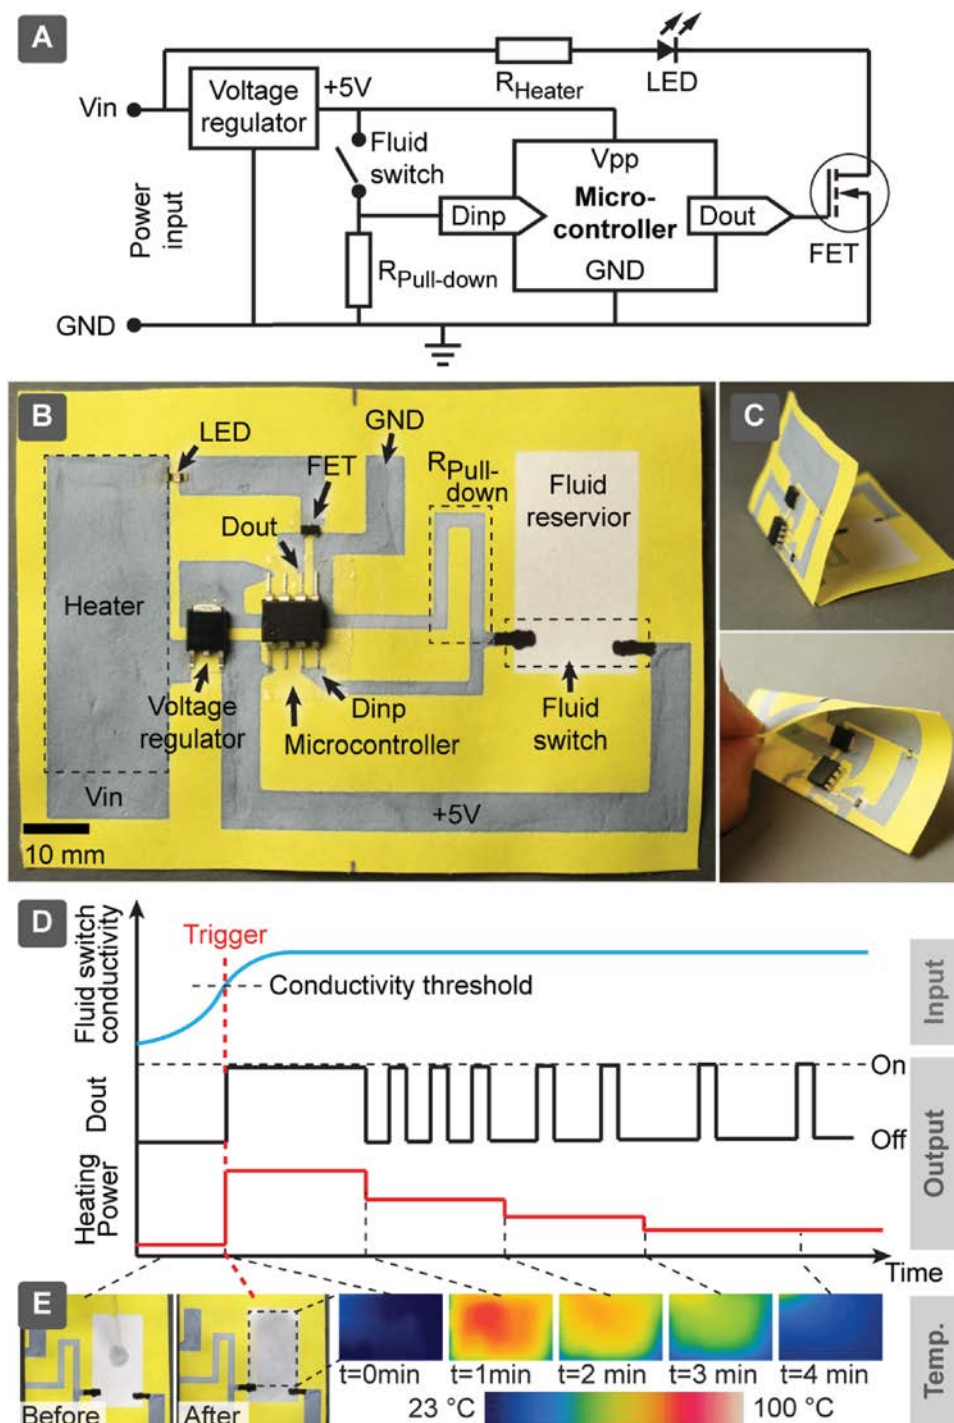 A
Vin
Voltage
regulator
+5V
RHeater
LED
Fluid
switch
Power
input
Dinp
Vpp
Micro-
controller
GND
Dout
FET
RPull-down
GND
B
LED
GND
FET
RPull-
down
Fluid
reservior
Dout
Heater
Voltage
regulator
Dinp
Microcontroller
Fluid
switch
Vin
+5V
10 mm
C
D
Fluid switch
conductivity
Trigger
Conductivity threshold
Input
Dout
On
Off
Output
Heating
Power
Time
E
Before
After
t=0min
t=1min
t=2 min
t=3 min
t=4 min
23 °C
100 °C
Temp.